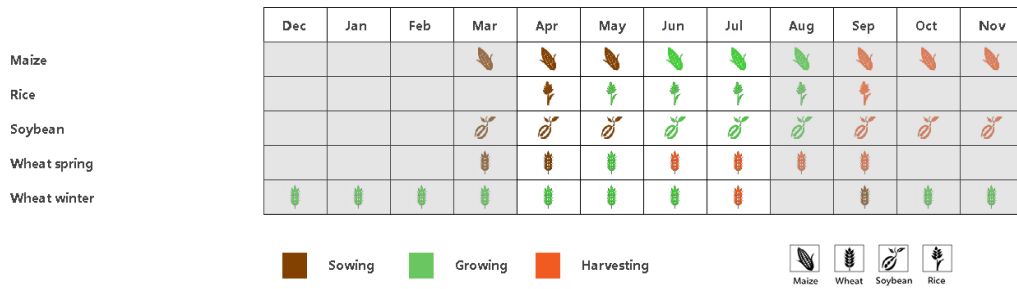 Dec Jan Feb Mar Apr May Jun Jul Aug Sep Oct Nov
Maize
Rice
Soybean
Wheat spring
Wheat winter
Sowing Growing Harvesting
Maize Wheat Soybean Rice